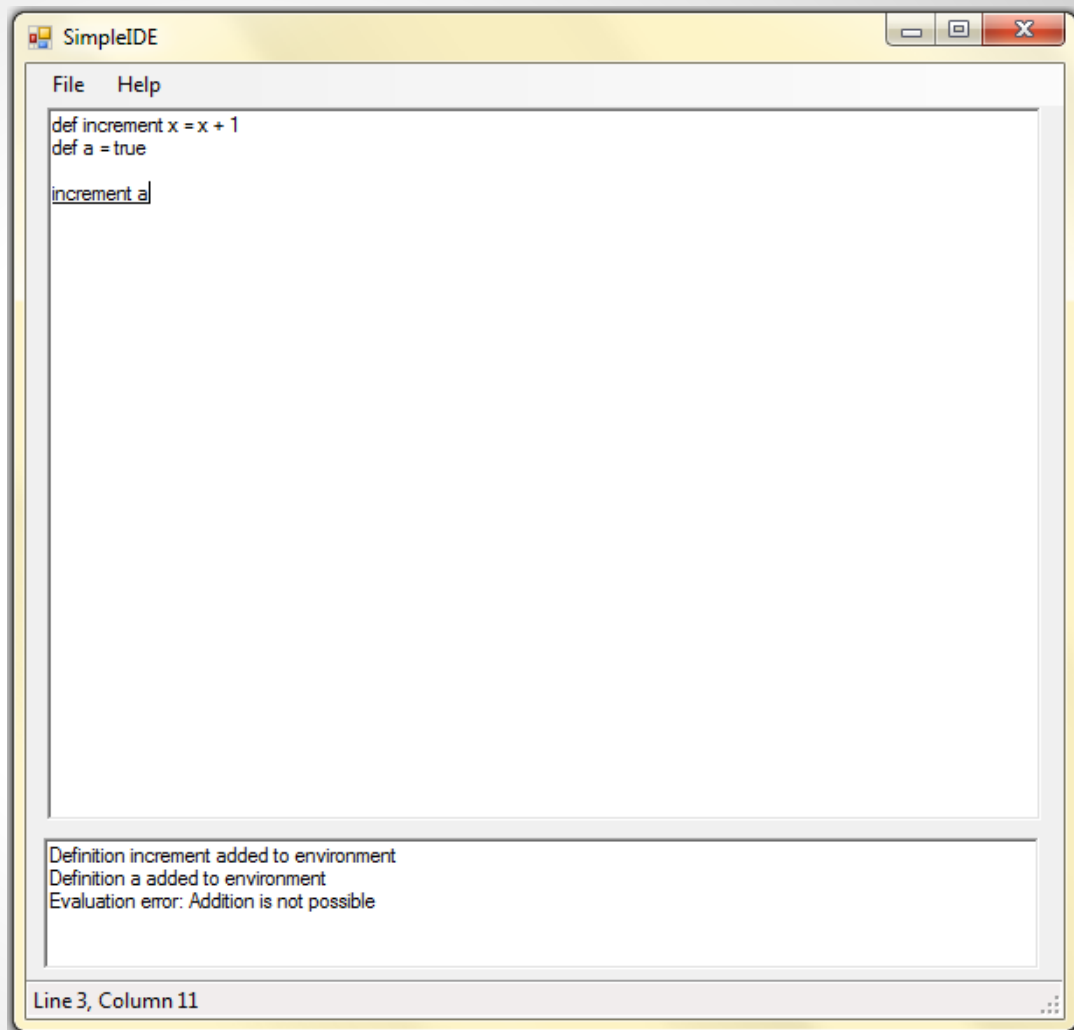 SimpleIDE
File Help
def increment x = x + 1
def a = true
increment a
Definition increment added to environment
Definition a added to environment
Evaluation error: Addition is not possible
Line 3, Column 11